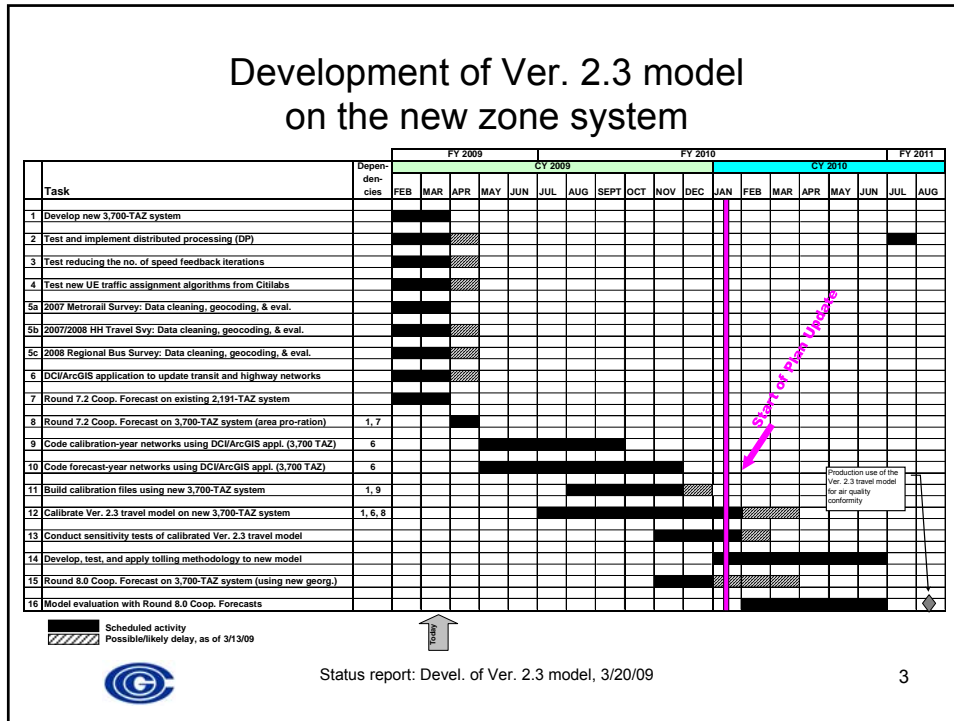 Development of Ver. 2.3 model
on the new zone system
FY 2009 FY 2010 FY 2011
CY 2009 CY 2010
Task Depen-
den-
cies FEB MAR APR MAY JUN JUL AUG SEPT OCT NOV DEC JAN FEB MAR APR MAY JUN JUL AUG
1 Develop new 3,700-TAZ system
2 Test and implement distributed processing (DP)
3 Test reducing the no. of speed feedback iterations
4 Test new UE traffic assignment algorithms from Citilabs
5a 2007 Metrorail Survey: Data cleaning, geocoding, & eval.
5b 2007/2008 HH Travel Svy: Data cleaning, geocoding, & eval.
5c 2008 Regional Bus Survey: Data cleaning, geocoding, & eval.
6 DCI/ArcGIS application to update transit and highway networks
7 Round 7.2 Coop. Forecast on existing 2,191-TAZ system
8 Round 7.2 Coop. Forecast on 3,700-TAZ system (area pro-ration) 1, 7
9 Code calibration-year networks using DCI/ArcGIS appl. (3,700 TAZ) 6
10 Code forecast-year networks using DCI/ArcGIS appl. (3,700 TAZ) 6
11 Build calibration files using new 3,700-TAZ system 1, 9
12 Calibrate Ver. 2.3 travel model on new 3,700-TAZ system 1, 6, 8
13 Conduct sensitivity tests of calibrated Ver. 2.3 travel model
14 Develop, test, and apply tolling methodology to new model
15 Round 8.0 Coop. Forecast on 3,700-TAZ system (using new georg.)
16 Model evaluation with Round 8.0 Coop. Forecasts
Start of Plan Update
Production use of the
Ver. 2.3 travel model
for air quality
conformity
Scheduled activity
Possible/likely delay, as of 3/13/09
Today
Status report: Devel. of Ver. 2.3 model, 3/20/09
3